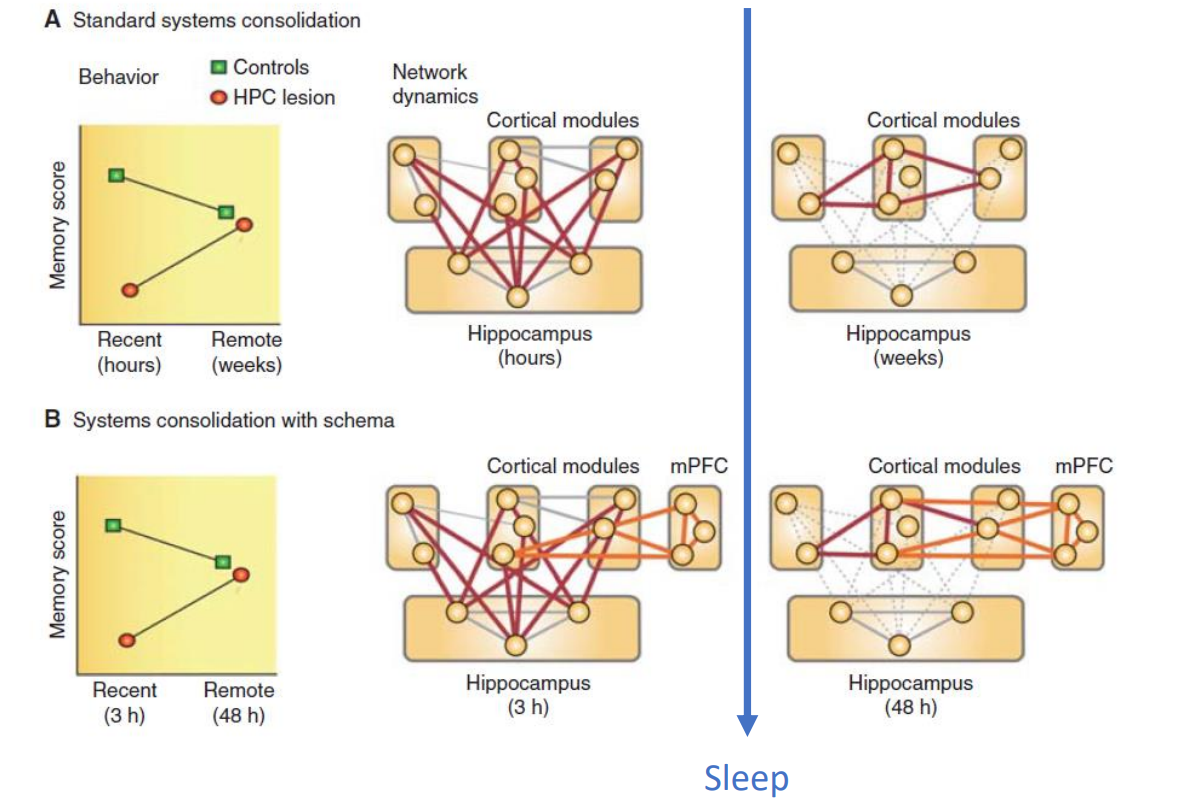 A Standard systems consolidation
Behavior
Controls
HPC lesion
Network
dynamics
Cortical modules
Cortical modules
Memory score
Recent
(hours)
Remote
(weeks)
Hippocampus
(hours)
Hippocampus
(weeks)
B Systems consolidation with schema
Cortical modules
mPFC
Cortical modules
mPFC
Memory score
Recent
(3 h)
Remote
(48 h)
Hippocampus
(3 h)
Hippocampus
(48 h)
Sleep